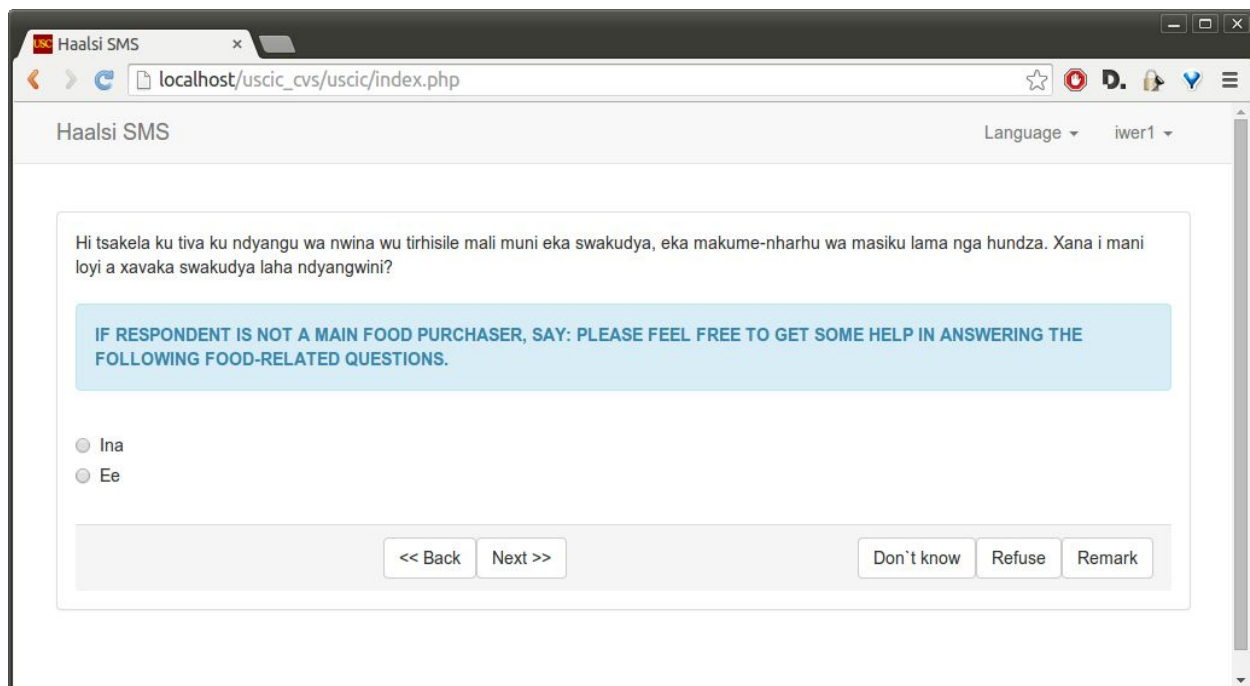 USC Haalsi SMS
localhost/uscic_cvs/uscic/index.php
D.
Haalsi SMS
Language
iwer1
Hi tsakela ku tiva ku ndyangu wa nwina wu tirhisile mali muni eka swakudya, eka makume-nharhu wa masiku lama nga hundza. Xana i mani
loyi a xavaka swakudya laha ndyangwini?
IF RESPONDENT IS NOT A MAIN FOOD PURCHASER, SAY: PLEASE FEEL FREE TO GET SOME HELP IN ANSWERING THE
FOLLOWING FOOD-RELATED QUESTIONS.
Ina
Ee
<< Back
Next >>
Don`t know
Refuse
Remark